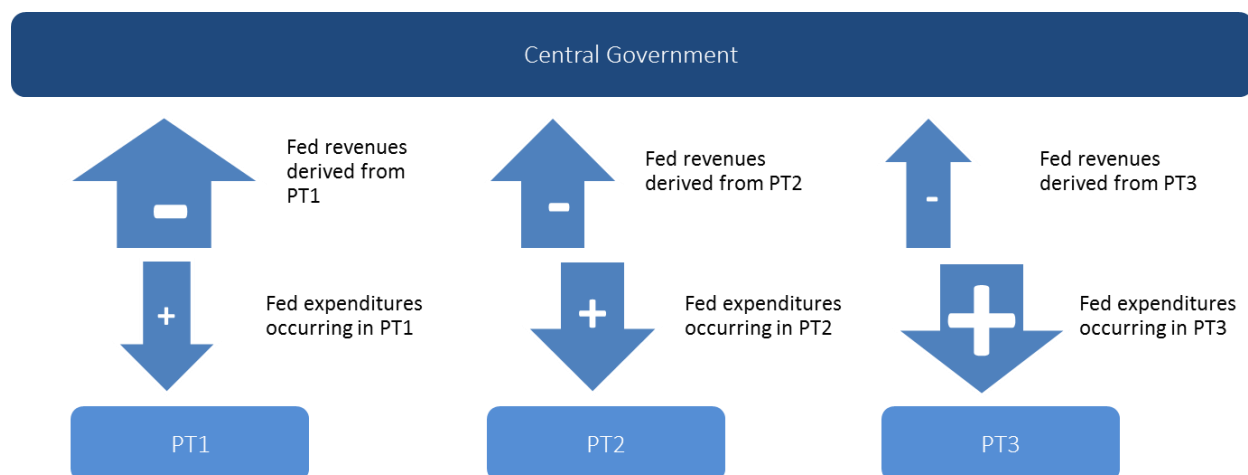 Central Government
Fed revenues
derived from
PT1
Fed revenues
derived from PT2
Fed revenues
derived from PT3
-
-
-
Fed expenditures
occurring in PT1
Fed expenditures
occurring in PT2
Fed expenditures
occurring in PT3
+
+
+
PT1
PT2
PT3